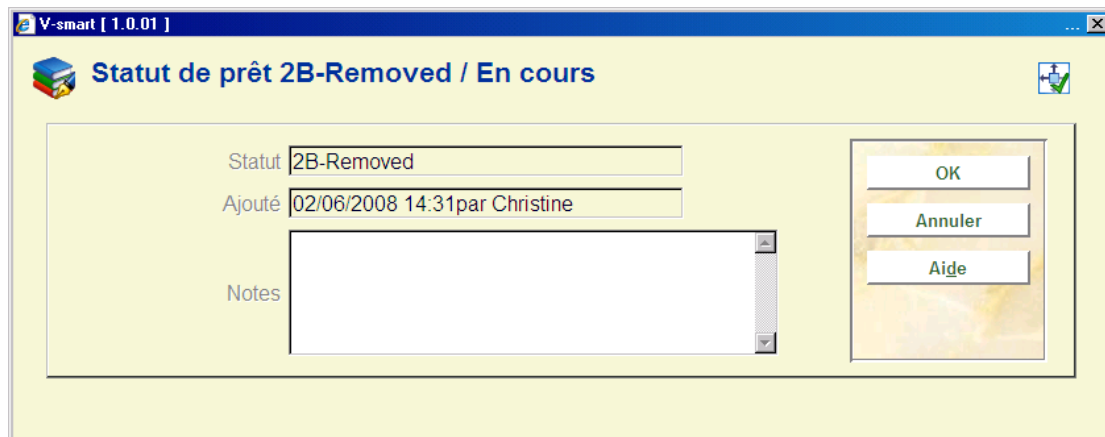 V-smart [ 1.0.01 ] ...
Statut de prêt 2B-Removed / En cours
Statut 2B-Removed
Ajouté 02/06/2008 14:31par Christine
Notes
OK
Annuler
Aide